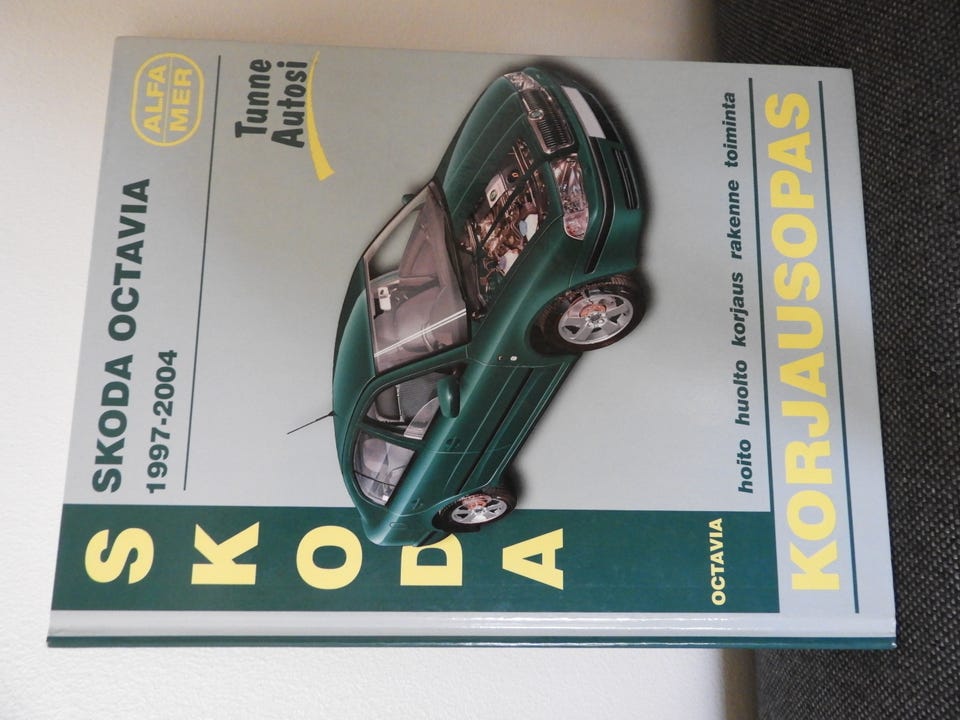 SKODA OCTAVIA
1997-2004
ALFA
MER
Tunne
Autosi
SKODA
hoito huolto korjaus rakenne toiminta
OCTAVIA
KORJAUSOPAS